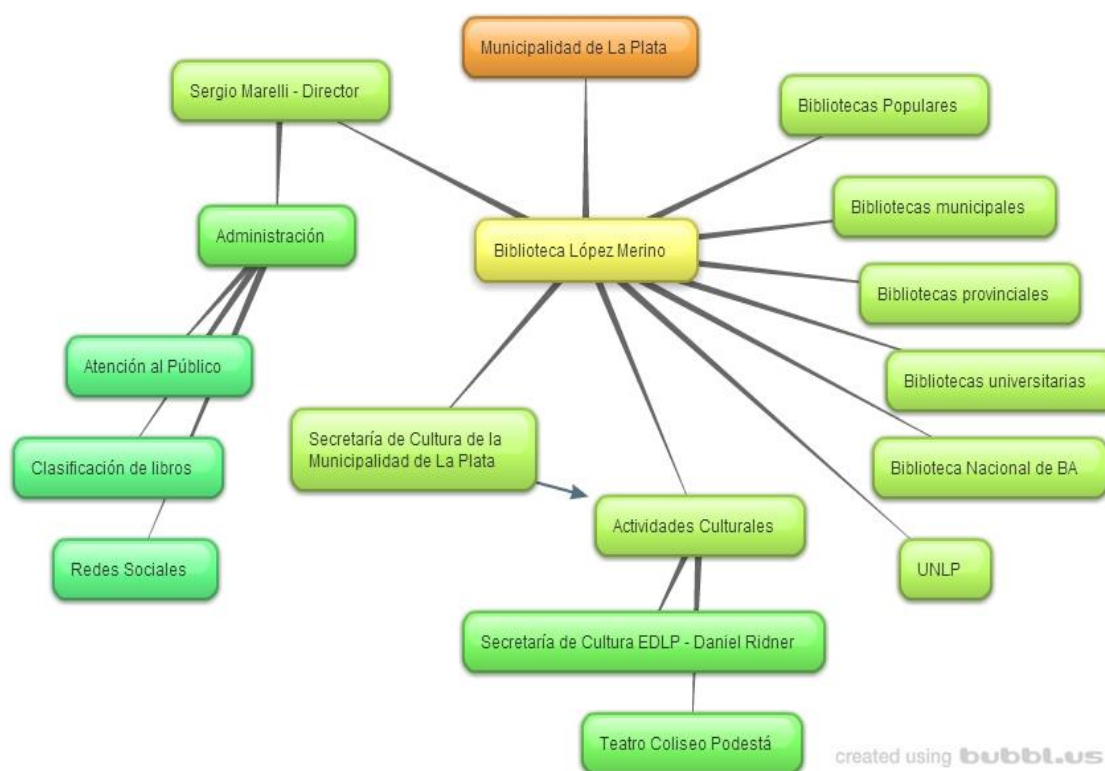 Municipalidad de La Plata
Sergio Marelli - Director
Bibliotecas Populares
Bibliotecas municipales
Administración
Biblioteca López Merino
Bibliotecas provinciales
Atención al Público
Bibliotecas universitarias
Secretaría de Cultura de la
Municipalidad de La Plata
Clasificación de libros
Biblioteca Nacional de BA
Actividades Culturales
Redes Sociales
UNLP
Secretaría de Cultura EDLP - Daniel Ridner
Teatro Coliseo Podestá
created using bubbl.us